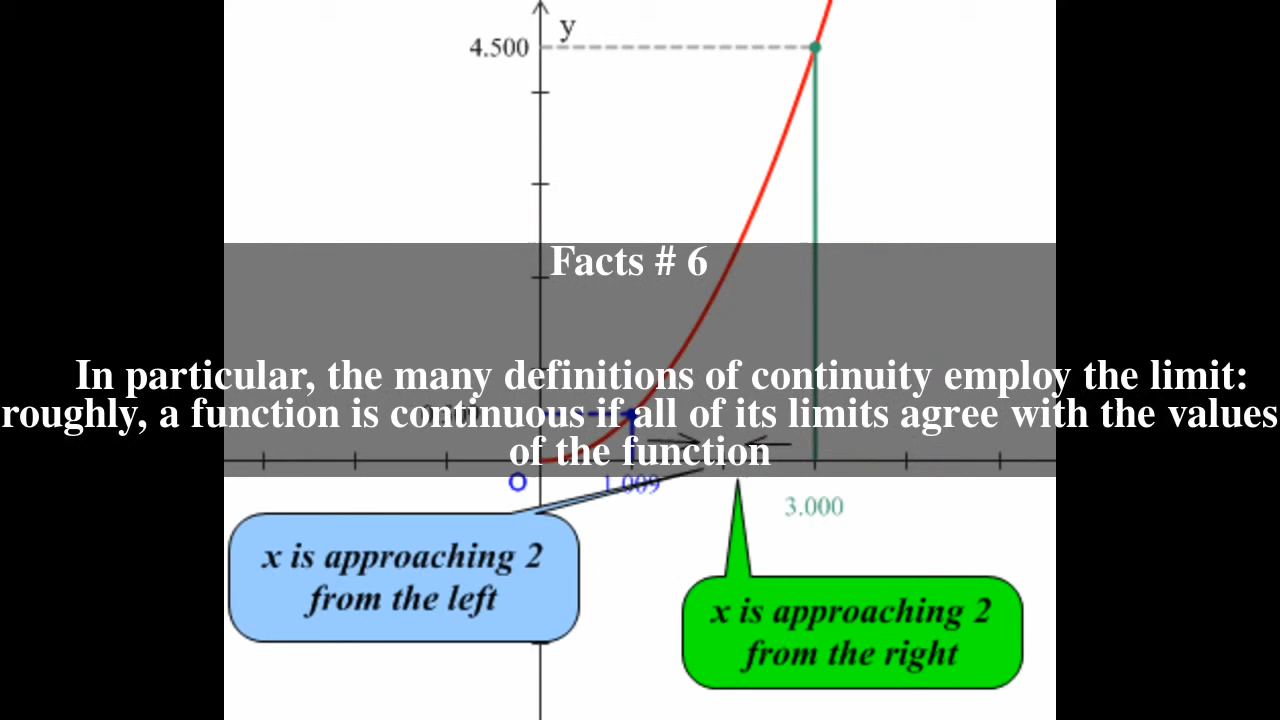 y
4.500
Facts # 6
In particular, the many definitions of continuity employ the limit:
roughly, a function is continuous if all of its limits agree with the values
of the function
O
1.009
3.000
x is approaching 2
from the left
x is approaching 2
from the right